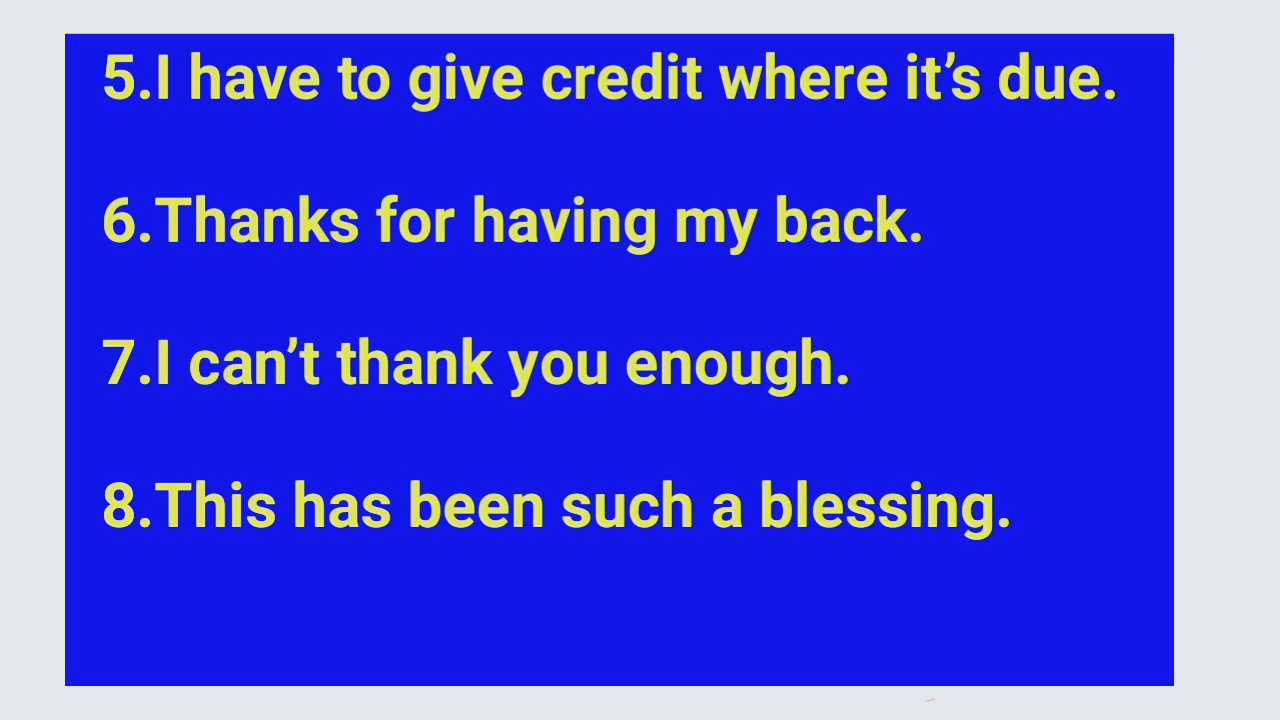 5.I have to give credit where it’s due.
6.Thanks for having my back.
7.I can’t thank you enough.
8.This has been such a blessing.